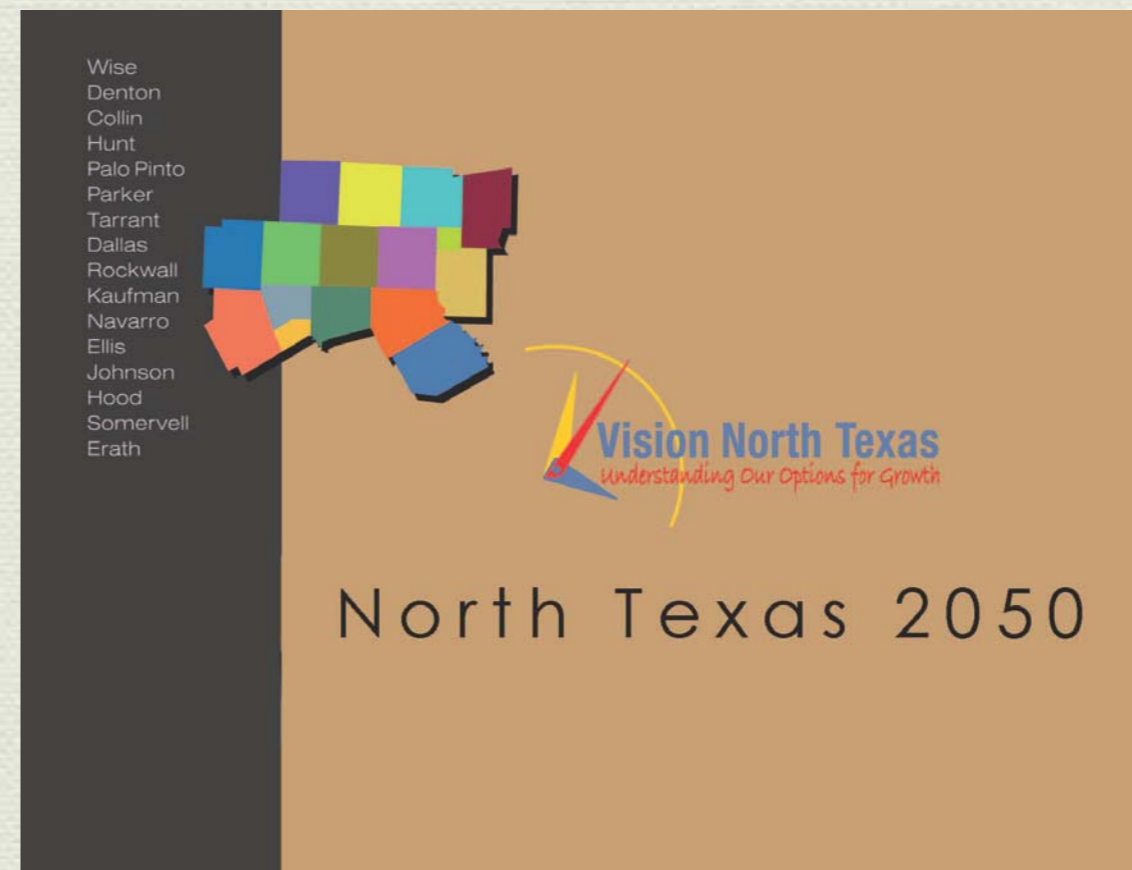 Wise
Denton
Collin
Hunt
Palo Pinto
Parker
Tarrant
Dallas
Rockwall
Kaufman
Navarro
Ellis
Johnson
Hood
Somervell
Erath
Vision North Texas
Understanding Our Options for Growth
North Texas 2050